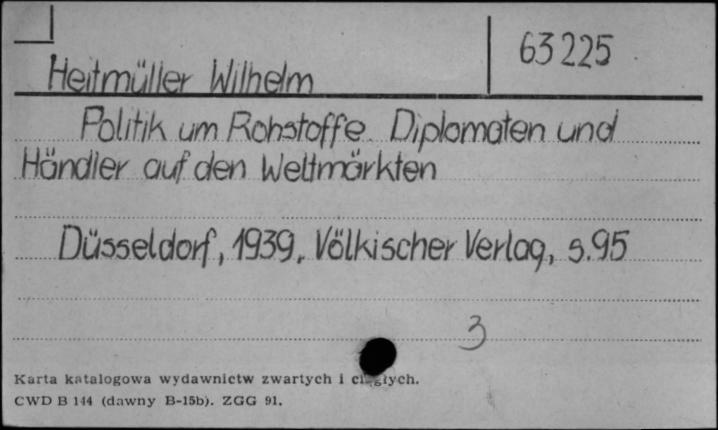 63225
Heitmüller Wilhelm
Politik um Rohstoffe. Diplomaten und
Händler auf den Weltmärkten
Düsseldorf, 1939, Völkischer Verlag, s.95
3
Karta katalogowa wydawnictw zwartych i ciągłych.
CWD B 144 (dawny B-15b). ZGG 91.